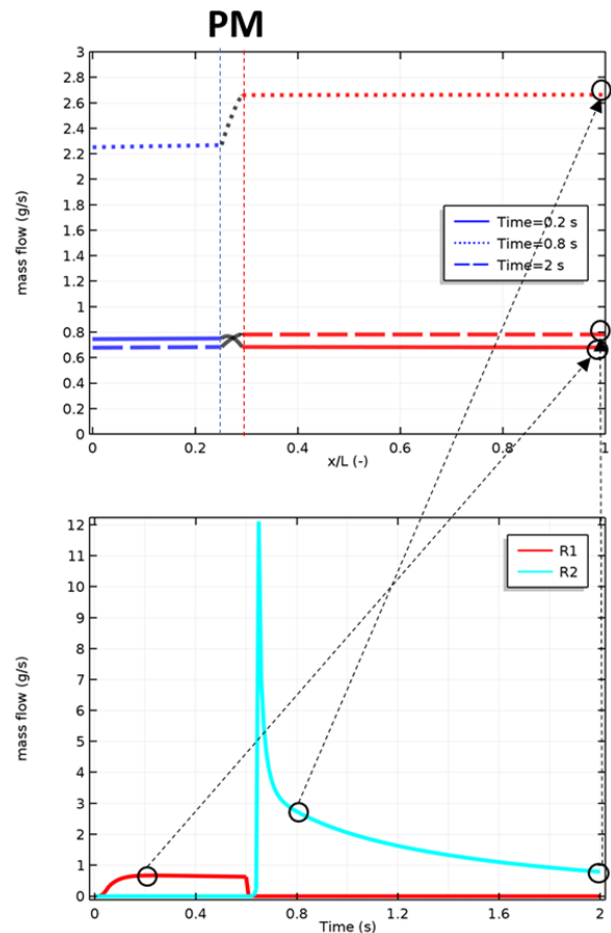 PM
3
2.8
2.6
2.4
2.2
2
1.8
1.6
1.4
1.2
1
0.8
0.6
0.4
0.2
0
mass flow (g/s)
Time=0.2 s
Time=0.8 s
Time=2 s
0 0.2 0.4 0.6 0.8 1
x/L (-)
12
11
10
9
8
7
6
5
4
3
2
1
0
mass flow (g/s)
R1
R2
0 0.4 0.8 1.2 1.6 2
Time (s)